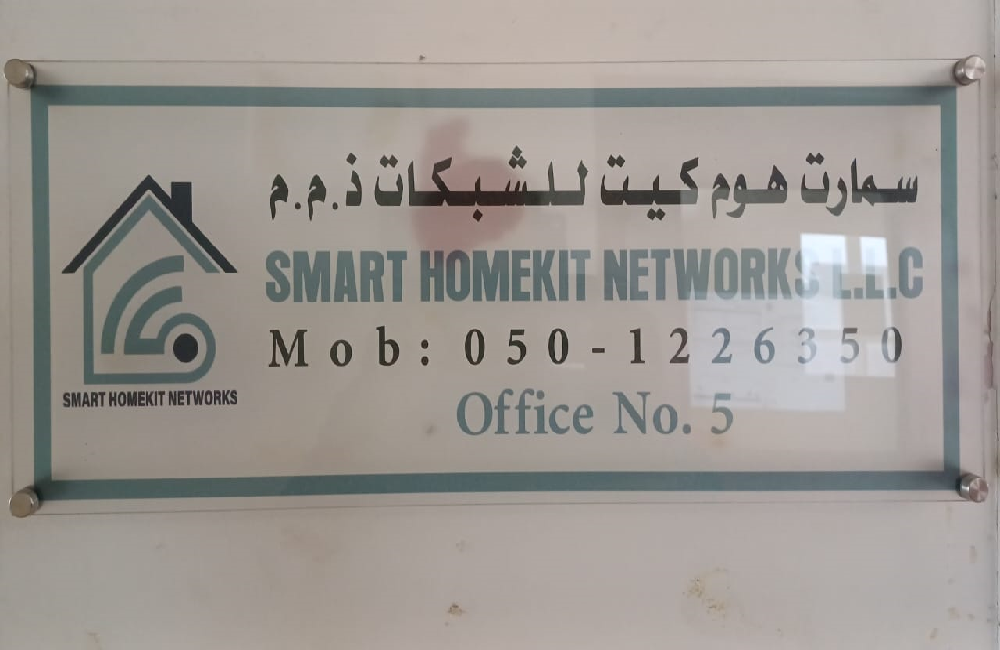 سمارت هوم كيت للشبكات ذ.م.م
SMART HOMEKIT NETWORKS L.L.C
Mob: 050-1226350
Office No. 5
SMART HOMEKIT NETWORKS